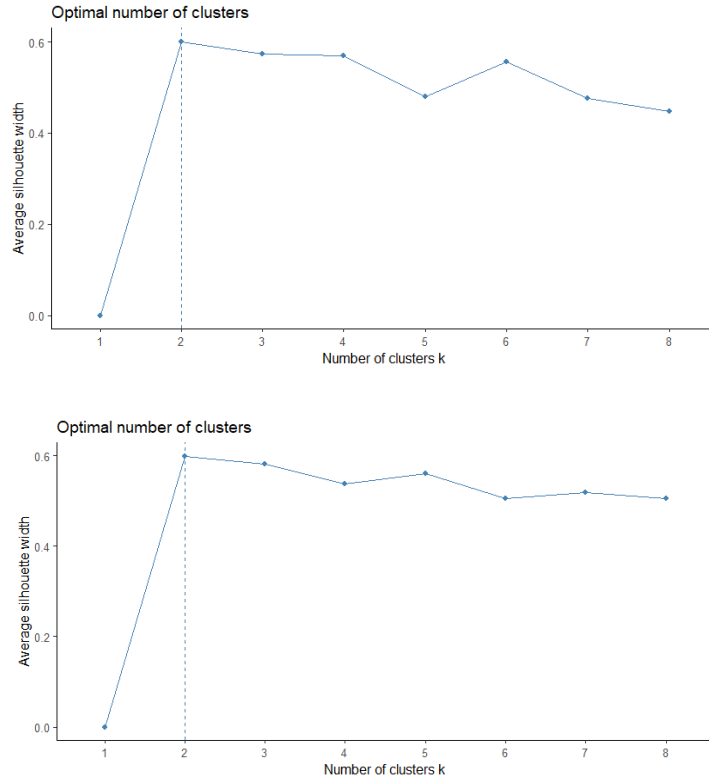 Optimal number of clusters
Average silhouette width
0.6
0.4
0.2
0.0
1 2 3 4 5 6 7 8
Number of clusters k
Optimal number of clusters
Average silhouette width
0.6
0.4
0.2
0.0
1 2 3 4 5 6 7 8
Number of clusters k